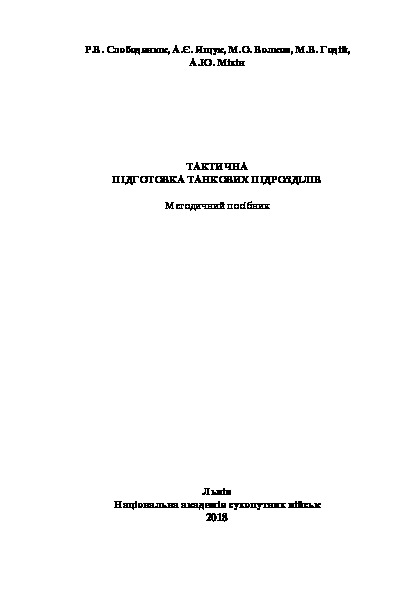 Р.В. Слободяник, А.Є. Ящук, М.О. Волков, М.В. Годій,
А.Ю. Мікін
ТАКТИЧНА
ПІДГОТОВКА ТАНКОВИХ ПІДРОЗДІЛІВ
Методичний посібник
Львів
Національна академія сухопутних військ
2018